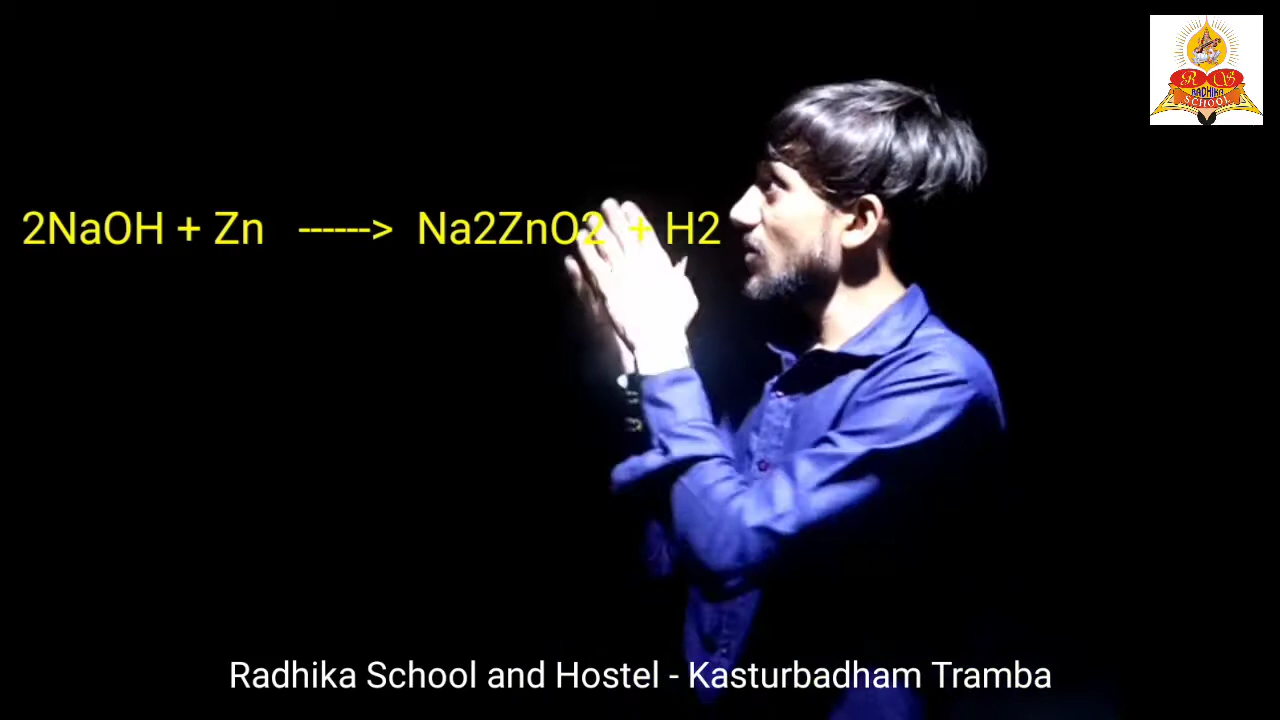 R S
RADHIKA
SCHOOL
2NaOH + Zn ------> Na2ZnO2 + H2
Radhika School and Hostel - Kasturbadham Tramba